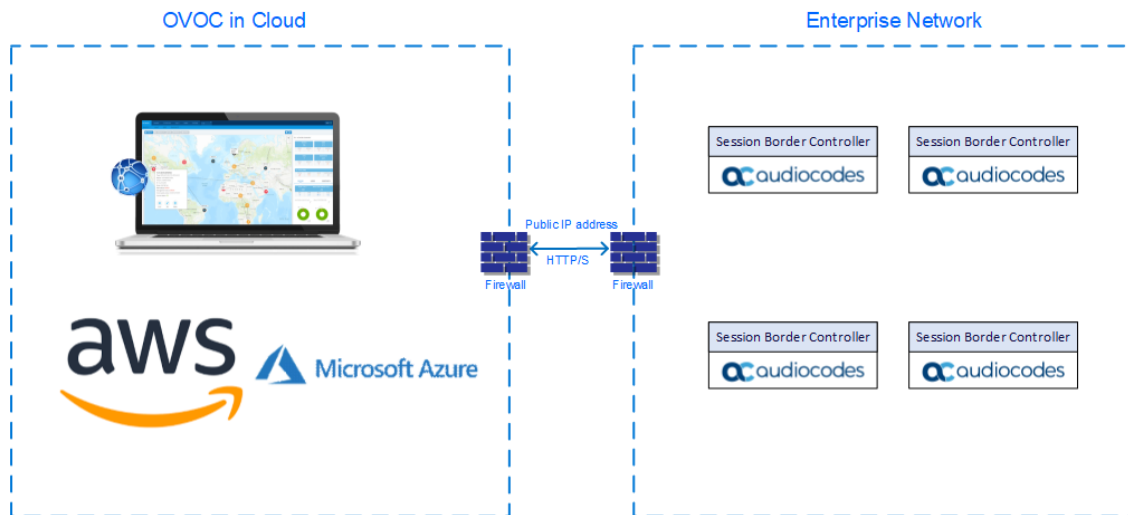 OVOC in Cloud
Enterprise Network
Session Border Controller
audiocodes
Session Border Controller
audiocodes
Public IP address
HTTP/S
Firewall
Firewall
aws
Microsoft Azure
Session Border Controller
audiocodes
Session Border Controller
audiocodes